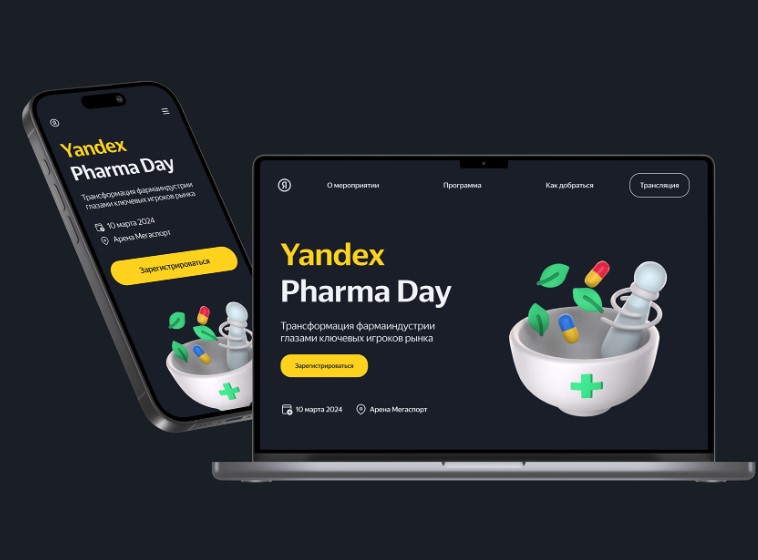 Yandex
Pharma Day
Трансформация фармаиндустрии
глазами ключевых игроков рынка
10 марта 2024
Арена Мегаспорт
Зарегистрироваться
Я
О мероприятии
Программа
Как добраться
Трансляция
Yandex
Pharma Day
Трансформация фармаиндустрии
глазами ключевых игроков рынка
Зарегистрироваться
10 марта 2024
Арена Мегаспорт